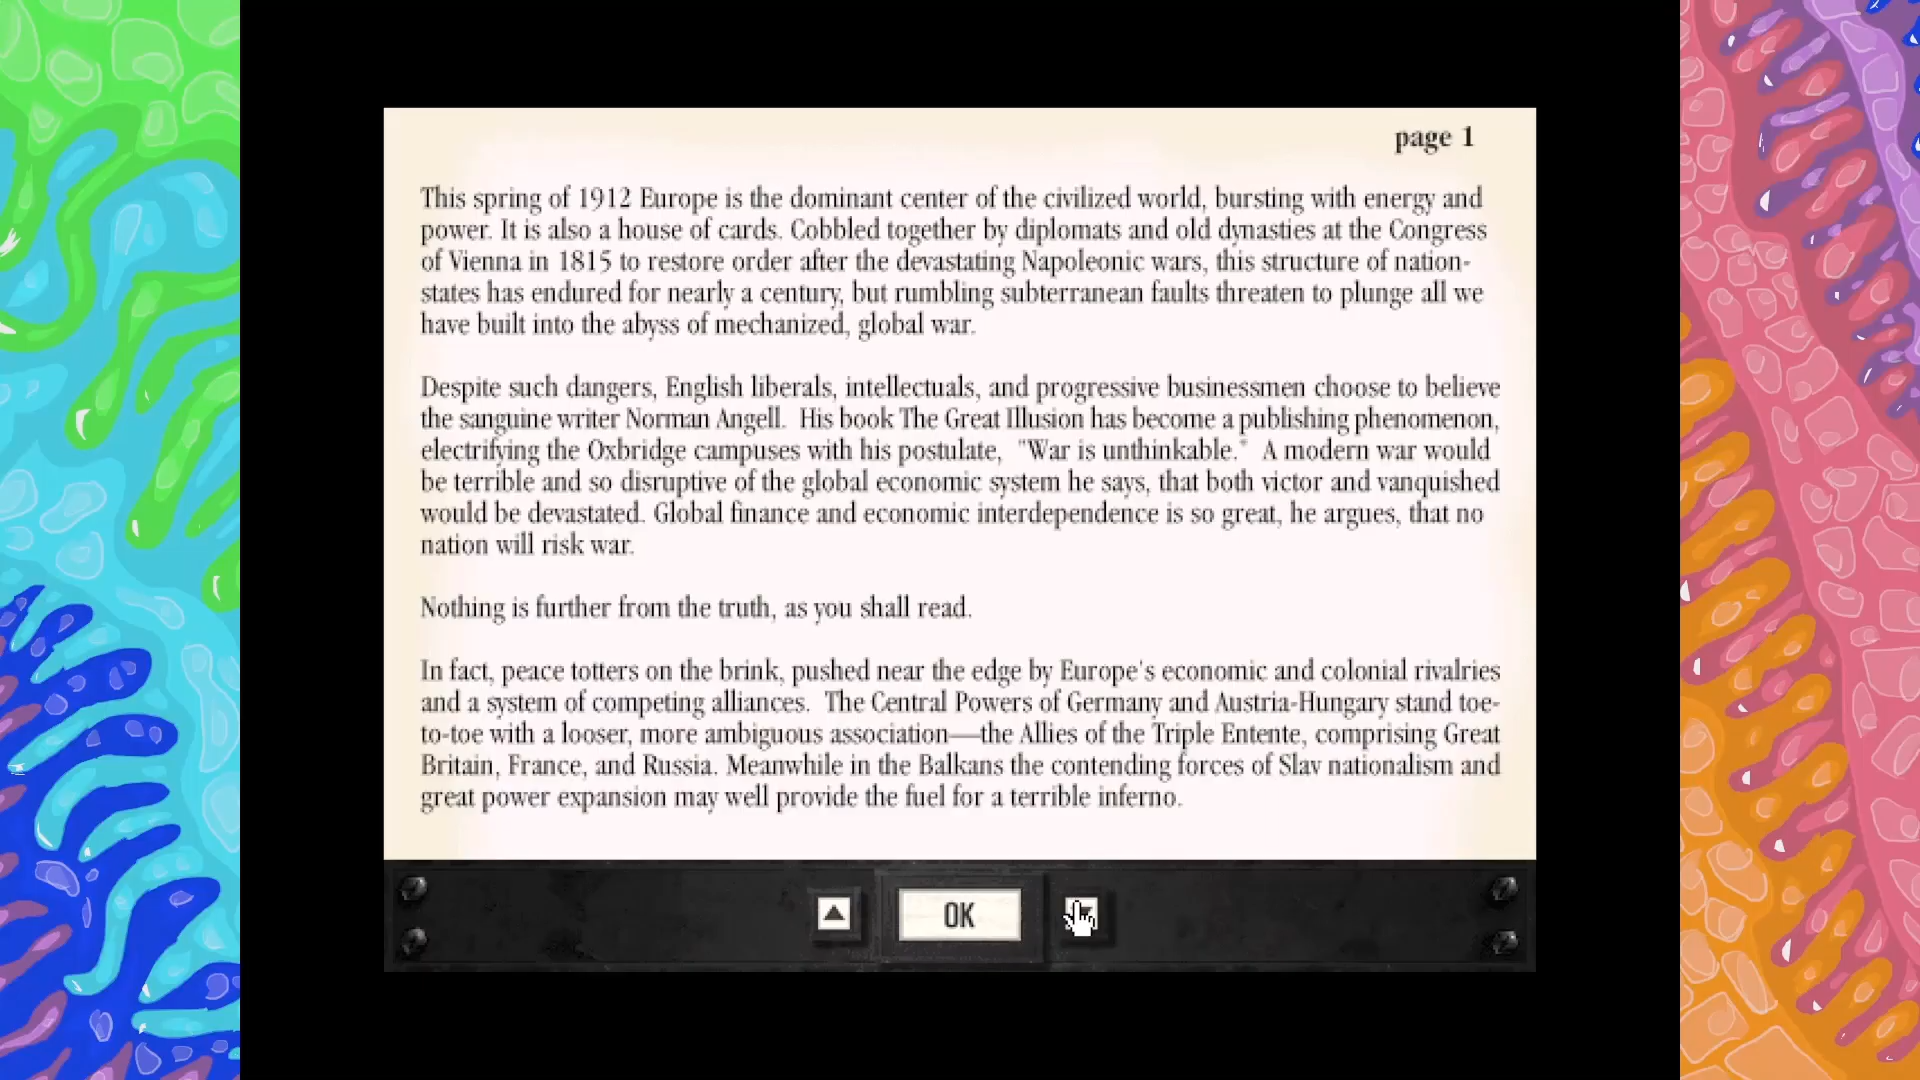 page 1
This spring of 1912 Europe is the dominant center of the civilized world, bursting with energy and
power. It is also a house of cards. Cobbled together by diplomats and old dynasties at the Congress
of Vienna in 1815 to restore order after the devastating Napoleonic wars, this structure of nation-
states has endured for nearly a century, but rumbling subterranean faults threaten to plunge all we
have built into the abyss of mechanized, global war.
Despite such dangers, English liberals, intellectuals, and progressive businessmen choose to believe
the sanguine writer Norman Angell.  His book The Great Illusion has become a publishing phenomenon,
electrifying the Oxbridge campuses with his postulate,  "War is unthinkable."  A modern war would
be terrible and so disruptive of the global economic system he says, that both victor and vanquished
would be devastated. Global finance and economic interdependence is so great, he argues, that no
nation will risk war.
Nothing is further from the truth, as you shall read.
In fact, peace totters on the brink, pushed near the edge by Europe's economic and colonial rivalries
and a system of competing alliances.  The Central Powers of Germany and Austria-Hungary stand toe-
to-toe with a looser, more ambiguous association—the Allies of the Triple Entente, comprising Great
Britain, France, and Russia. Meanwhile in the Balkans the contending forces of Slav nationalism and
great power expansion may well provide the fuel for a terrible inferno.
OK